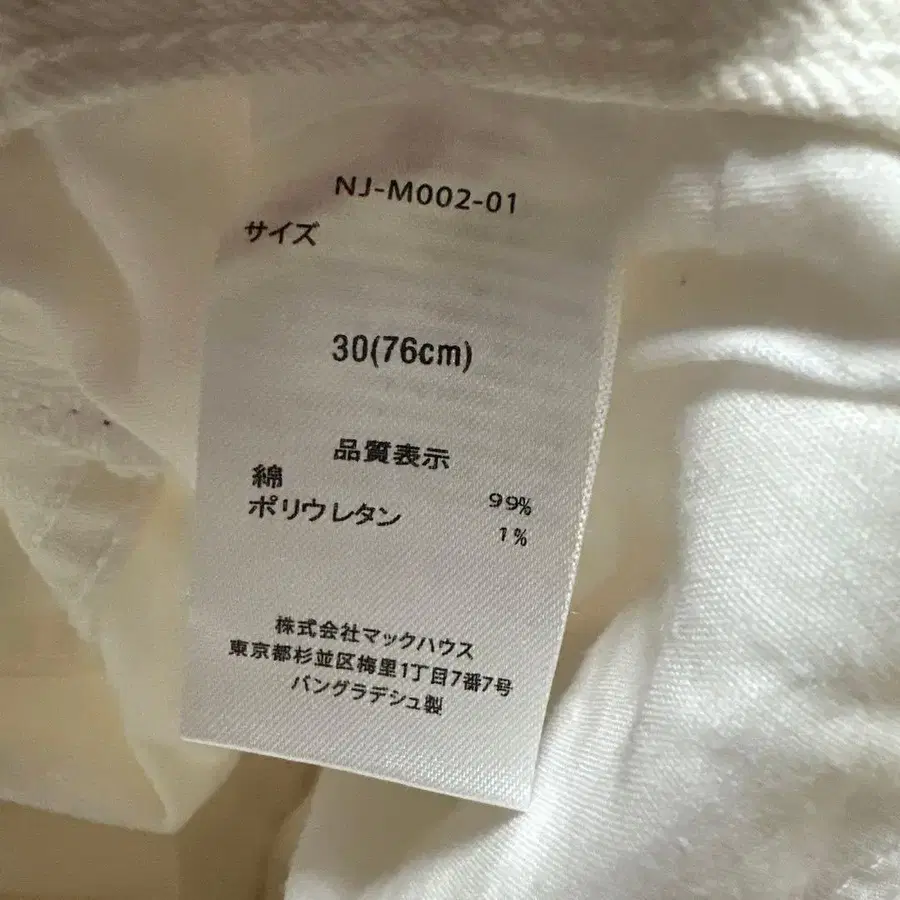 NJ-M002-01
サイズ
30(76cm)
品質表示
綿 99%
ポリウレタン 1%
株式会社マックハウス
東京都杉並区梅里1丁目7番7号
バングラデシュ製